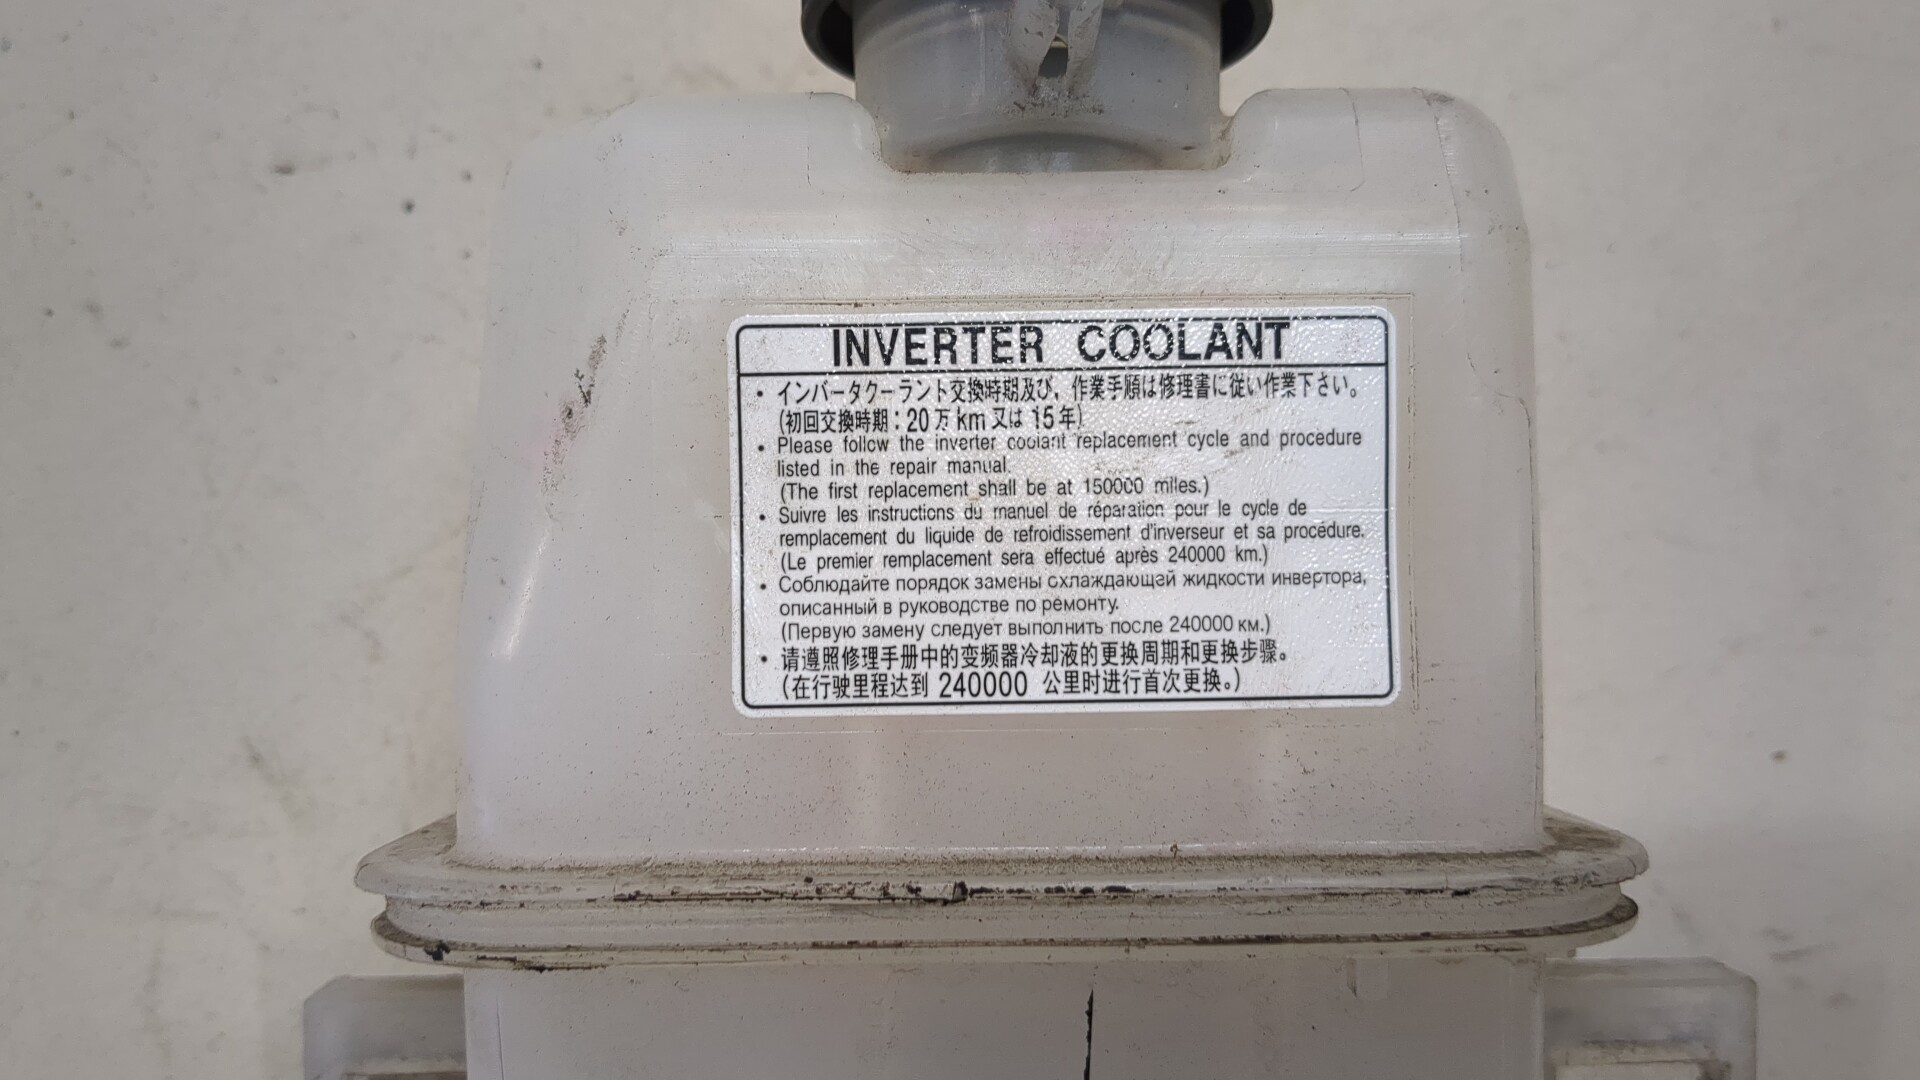 INVERTER COOLANT
・インバータクーラント交換時期及び、作業手順は修理書に従い作業下さい。
(初回交換時期：20万km又は15年)
・Please follow the inverter coolant replacement cycle and procedure
listed in the repair manual.
(The first replacement shall be at 150000 miles.)
・Suivre les instructions du manuel de réparation pour le cycle de
remplacement du liquide de refroidissement d'inverseur et sa procédure.
(Le premier remplacement sera effectué après 240000 km.)
・Соблюдайте порядок замены охлаждающей жидкости инвертора,
описанный в руководстве по ремонту.
(Первую замену следует выполнить после 240000 км.)
・请遵照修理手册中的变频器冷却液的更换周期和更换步骤。
(在行驶里程达到 240000 公里时进行首次更换。)